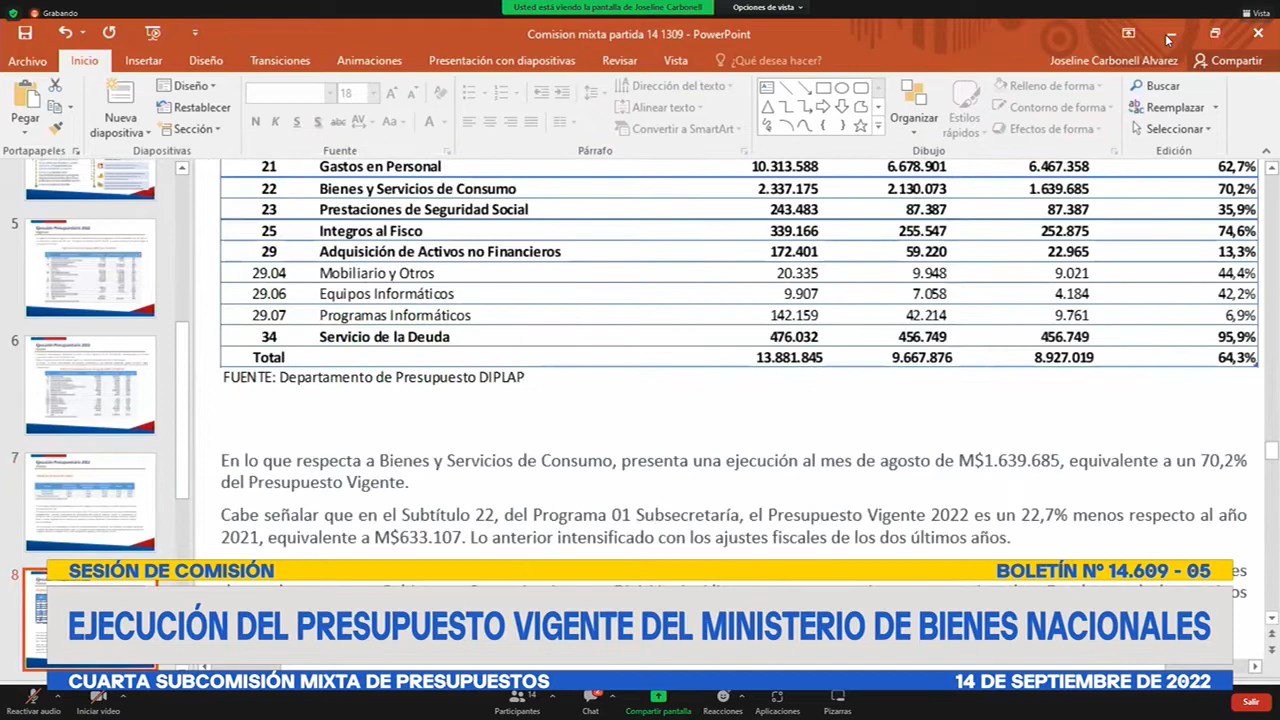 Grabando
Usted está viendo la pantalla de Joseline Carbonell
Opciones de vista
Vista
Comision mixta partida 14 1309 - PowerPoint
Archivo
Inicio
Insertar
Diseño
Transiciones
Animaciones
Presentación con diapositivas
Revisar
Vista
¿Qué desea hacer?
Joseline Carbonell Alvarez
Compartir
Pegar
Nueva diapositiva
Diseño
Restablecer
Sección
18
N K S S abc AV Aa A
Dirección del texto
Alinear texto
Convertir a SmartArt
Organizar
Estilos rápidos
Relleno de forma
Contorno de forma
Efectos de forma
Buscar
Reemplazar
Seleccionar
Portapapeles
Diapositivas
Fuente
Párrafo
Dibujo
Edición
5
6
7
8
21 Gastos en Personal 10.313.588 6.678.901 6.467.358 62,7%
22 Bienes y Servicios de Consumo 2.337.175 2.130.073 1.639.685 70,2%
23 Prestaciones de Seguridad Social 243.483 87.387 87.387 35,9%
25 Integros al Fisco 339.166 255.547 252.875 74,6%
29 Adquisición de Activos no Financieros 172.401 59.220 22.965 13,3%
29.04 Mobiliario y Otros 20.335 9.948 9.021 44,4%
29.06 Equipos Informáticos 9.907 7.058 4.184 42,2%
29.07 Programas Informáticos 142.159 42.214 9.761 6,9%
34 Servicio de la Deuda 476.032 456.749 456.749 95,9%
Total 13.881.845 9.667.876 8.927.019 64,3%
FUENTE: Departamento de Presupuesto DIPLAP
En lo que respecta a Bienes y Servicios de Consumo, presenta una ejecución al mes de agosto de M$1.639.685, equivalente a un 70,2%
del Presupuesto Vigente.
Cabe señalar que en el Subtítulo 22 del Programa 01 Subsecretaría, el Presupuesto Vigente 2022 es un 22,7% menos respecto al año
2021, equivalente a M$633.107. Lo anterior intensificado con los ajustes fiscales de los dos últimos años.
SESIÓN DE COMISIÓN
BOLETÍN Nº 14.609 - 05
EJECUCIÓN DEL PRESUPUESTO VIGENTE DEL MINISTERIO DE BIENES NACIONALES
CUARTA SUBCOMISIÓN MIXTA DE PRESUPUESTOS
14 DE SEPTIEMBRE DE 2022
Reactivar audio
Iniciar video
Participantes
14
Chat
Compartir pantalla
Reacciones
Aplicaciones
Pizarras
Salir